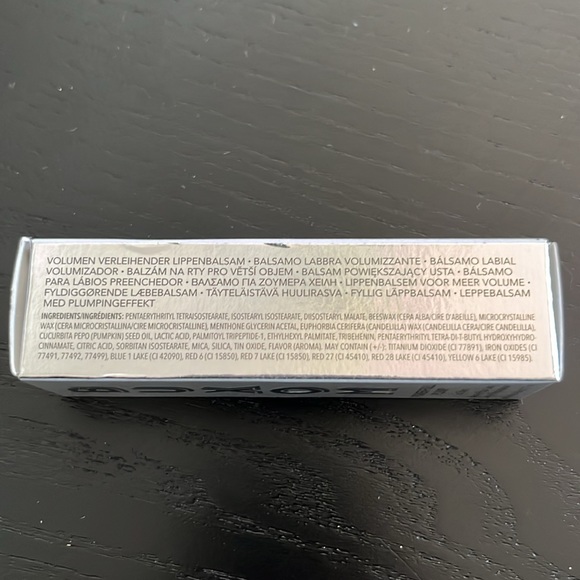 VOLUMEN VERLEIHENDER LIPPENBALSAM • BALSAMO LABBRA VOLUMIZZANTE • BÁLSAMO LABIAL
VOLUMIZADOR • BALZÁM NA RTY PRO VĚTŠÍ OBJEM • BALSAM POWIĘKSZAJĄCY USTA • BÁLSAMO
PARA LÁBIOS PREENCHEDOR • ΒΑΛΣΑΜΟ ΓΙΑ ΖΟΥΜΕΡΑ ΧΕΙΛΗ • LIPPENBALSEM VOOR MEER VOLUME •
FYLDIGGØRENDE LÆBEBALSAM • TÄYTELÄISTÄVÄ HUULIRASVA • FYLLIG LÄPPBALSAM • LEPPEBALSAM
MED PLUMPINGEFFEKT
INGREDIENTS/INGRÉDIENTS: PENTAERYTHRITYL TETRAISOSTEARATE, ISOSTEARYL ISOSTEARATE, DIISOSTEARYL MALATE, BEESWAX (CERA ALBA/CIRE D'ABEILLE), MICROCRYSTALLINE
WAX (CERA MICROCRISTALLINA/CIRE MICROCRISTALLINE), MENTHONE GLYCERIN ACETAL, EUPHORBIA CERIFERA (CANDELILLA) WAX (CANDELILLA CERA/CIRE CANDELILLA),
CUCURBITA PEPO (PUMPKIN) SEED OIL, LACTIC ACID, PALMITOYL TRIPEPTIDE-1, ETHYLHEXYL PALMITATE, TRIBEHENIN, PENTAERYTHRITYL TETRA-DI-T-BUTYL HYDROXYHYDRO-
CINNAMATE, CITRIC ACID, SORBITAN ISOSTEARATE, MICA, SILICA, TIN OXIDE, FLAVOR (AROMA). MAY CONTAIN (+/-): TITANIUM DIOXIDE (CI 77891), IRON OXIDES (CI
77491, 77492, 77499), BLUE 1 LAKE (CI 42090), RED 6 (CI 15850), RED 7 LAKE (CI 15850), RED 27 (CI 45410), RED 28 LAKE (CI 45410), YELLOW 6 LAKE (CI 15985).